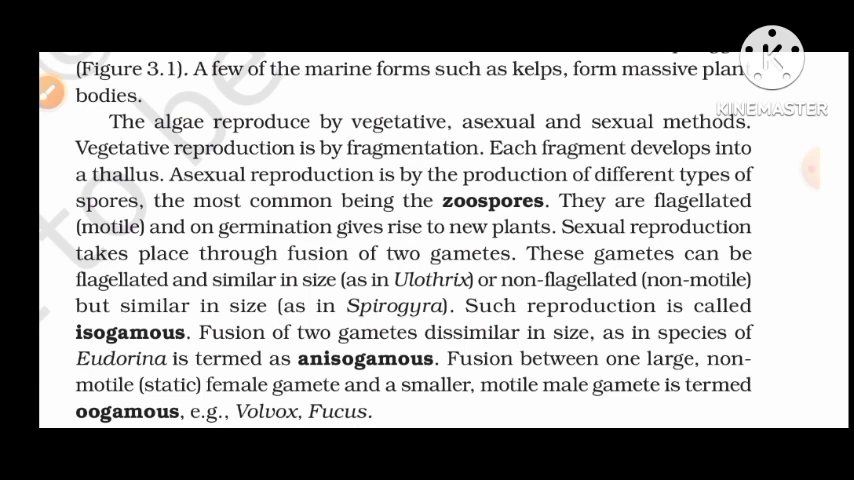 (Figure 3.1). A few of the marine forms such as kelps, form massive plant
bodies.
The algae reproduce by vegetative, asexual and sexual methods.
Vegetative reproduction is by fragmentation. Each fragment develops into
a thallus. Asexual reproduction is by the production of different types of
spores, the most common being the zoospores. They are flagellated
(motile) and on germination gives rise to new plants. Sexual reproduction
takes place through fusion of two gametes. These gametes can be
flagellated and similar in size (as in Ulothrix) or non-flagellated (non-motile)
but similar in size (as in Spirogyra). Such reproduction is called
isogamous. Fusion of two gametes dissimilar in size, as in species of
Eudorina is termed as anisogamous. Fusion between one large, non-
motile (static) female gamete and a smaller, motile male gamete is termed
oogamous, e.g., Volvox, Fucus.
K
KINEMASTER
to be